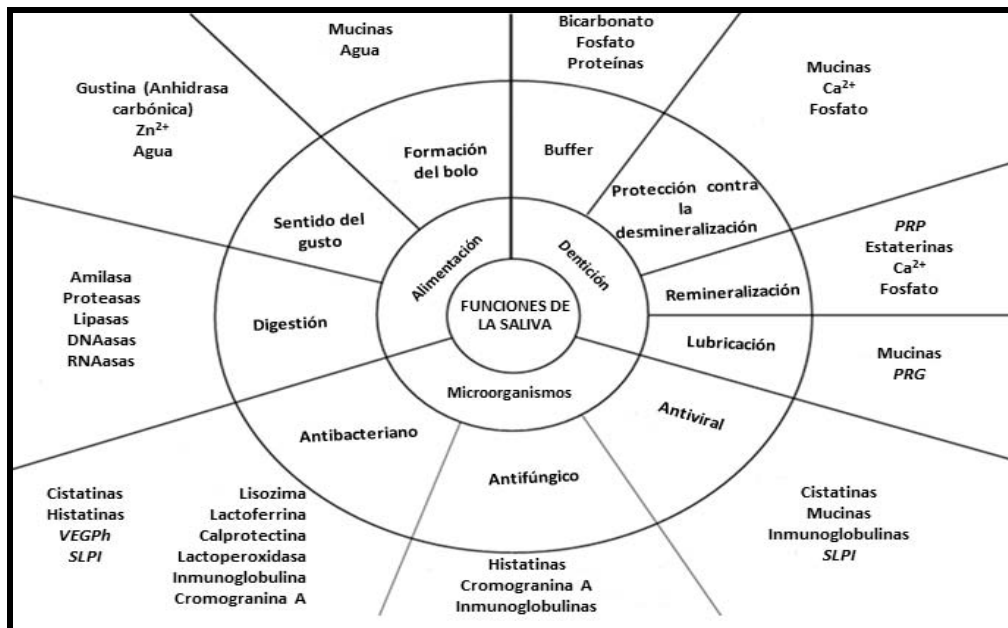 Mucinas
Agua
Bicarbonato
Fosfato
Proteínas
Gustina (Anhidrasa
carbónica)
Zn²⁺
Agua
Mucinas
Ca²⁺
Fosfato
Formación
del bolo
Buffer
Sentido del
gusto
Protección contra
la
desmineralización
Alimentación
Dentición
PRP
Estaterinas
Ca²⁺
Fosfato
Amilasa
Proteasas
Lipasas
DNAasas
RNAasas
Digestión
FUNCIONES DE
LA SALIVA
Remineralización
Lubricación
Mucinas
PRG
Microorganismos
Antibacteriano
Antifúngico
Antiviral
Cistatinas
Histatinas
VEGPh
SLPI
Lisozima
Lactoferrina
Calprotectina
Lactoperoxidasa
Inmunoglobulina
Cromogranina A
Histatinas
Cromogranina A
Inmunoglobulinas
Cistatinas
Mucinas
Inmunoglobulinas
SLPI